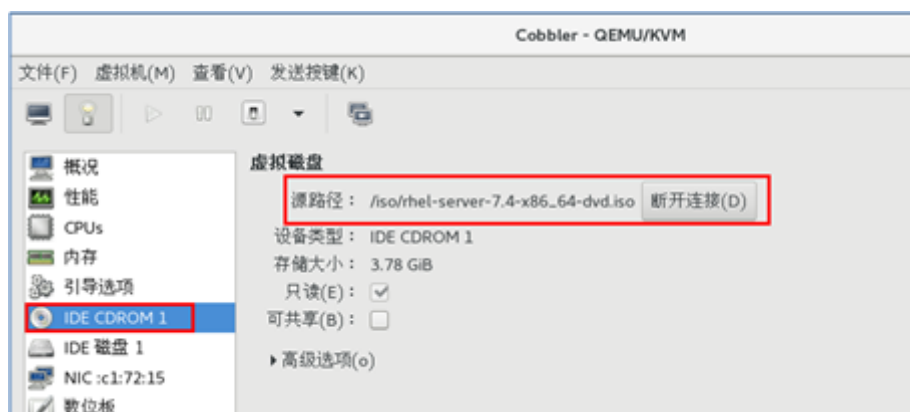 Cobbler - QEMU/KVM
文件(F) 虚拟机(M) 查看(V) 发送按键(K)
概况
性能
CPUs
内存
引导选项
IDE CDROM 1
IDE 磁盘 1
NIC :c1:72:15
数位板
虚拟磁盘
源路径： /iso/rhel-server-7.4-x86_64-dvd.iso 断开连接(D)
设备类型： IDE CDROM 1
存储大小： 3.78 GiB
只读(E)：
可共享(B)：
高级选项(o)